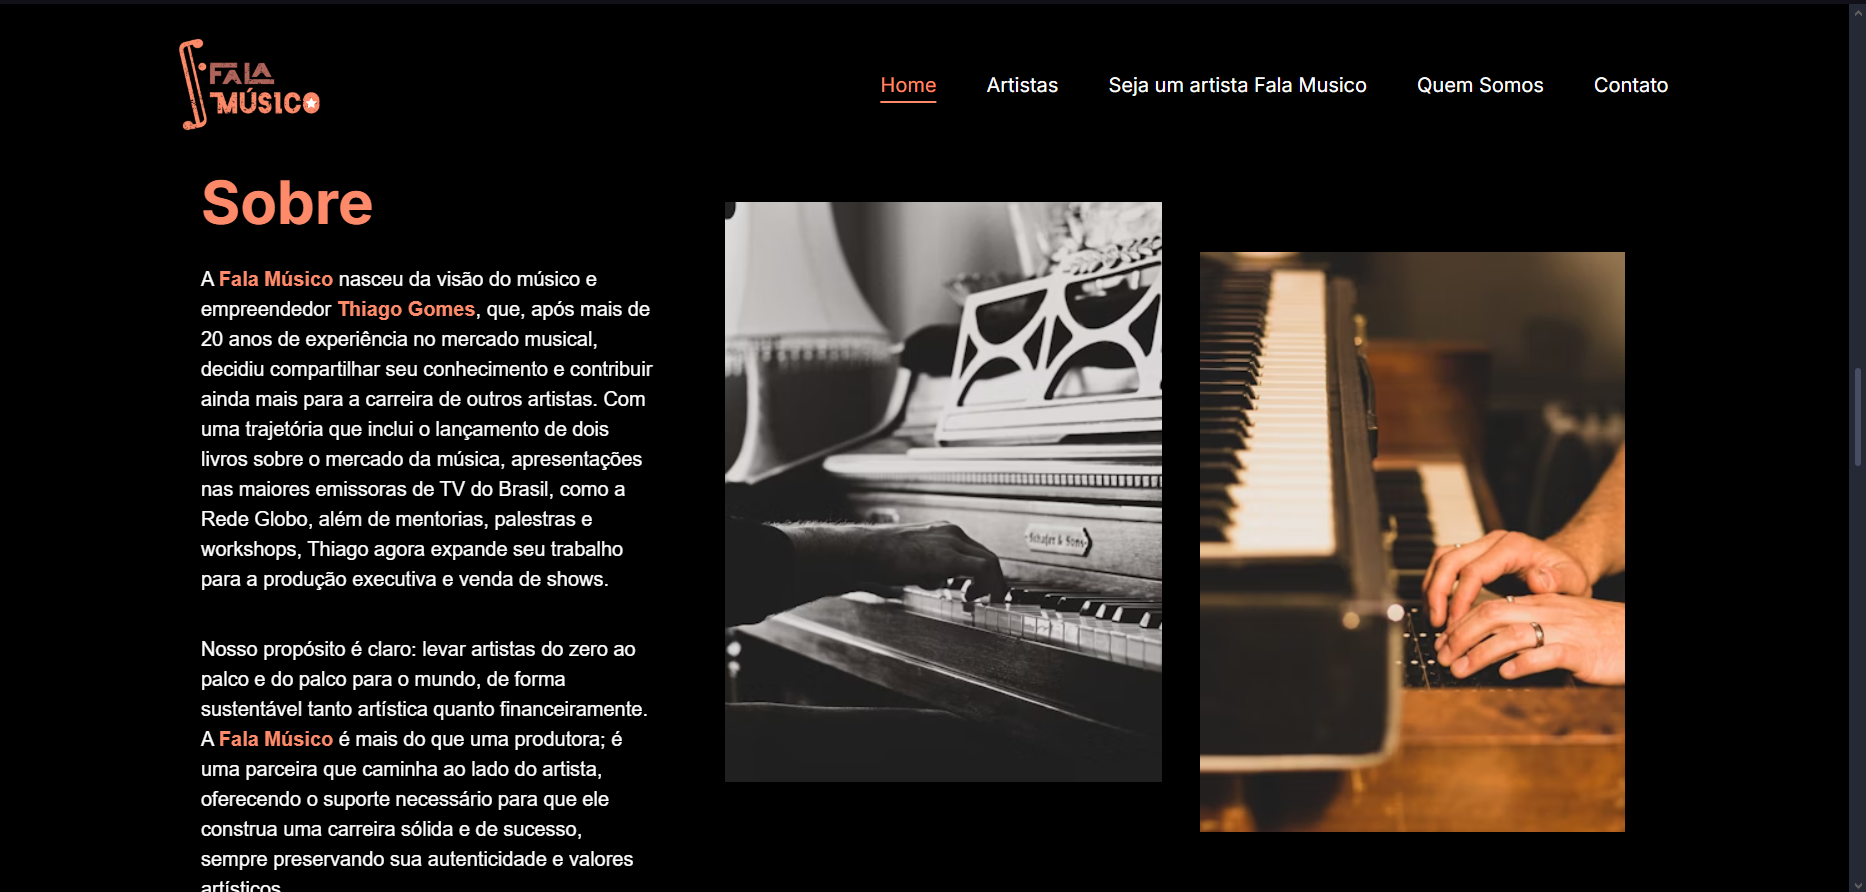 FALA
MÚSICO
Home
Artistas
Seja um artista Fala Musico
Quem Somos
Contato
Sobre
A Fala Músico nasceu da visão do músico e
empreendedor Thiago Gomes, que, após mais de
20 anos de experiência no mercado musical,
decidiu compartilhar seu conhecimento e contribuir
ainda mais para a carreira de outros artistas. Com
uma trajetória que inclui o lançamento de dois
livros sobre o mercado da música, apresentações
nas maiores emissoras de TV do Brasil, como a
Rede Globo, além de mentorias, palestras e
workshops, Thiago agora expande seu trabalho
para a produção executiva e venda de shows.
Nosso propósito é claro: levar artistas do zero ao
palco e do palco para o mundo, de forma
sustentável tanto artística quanto financeiramente.
A Fala Músico é mais do que uma produtora; é
uma parceira que caminha ao lado do artista,
oferecendo o suporte necessário para que ele
construa uma carreira sólida e de sucesso,
sempre preservando sua autenticidade e valores
artísticos.
Schafer & Sons